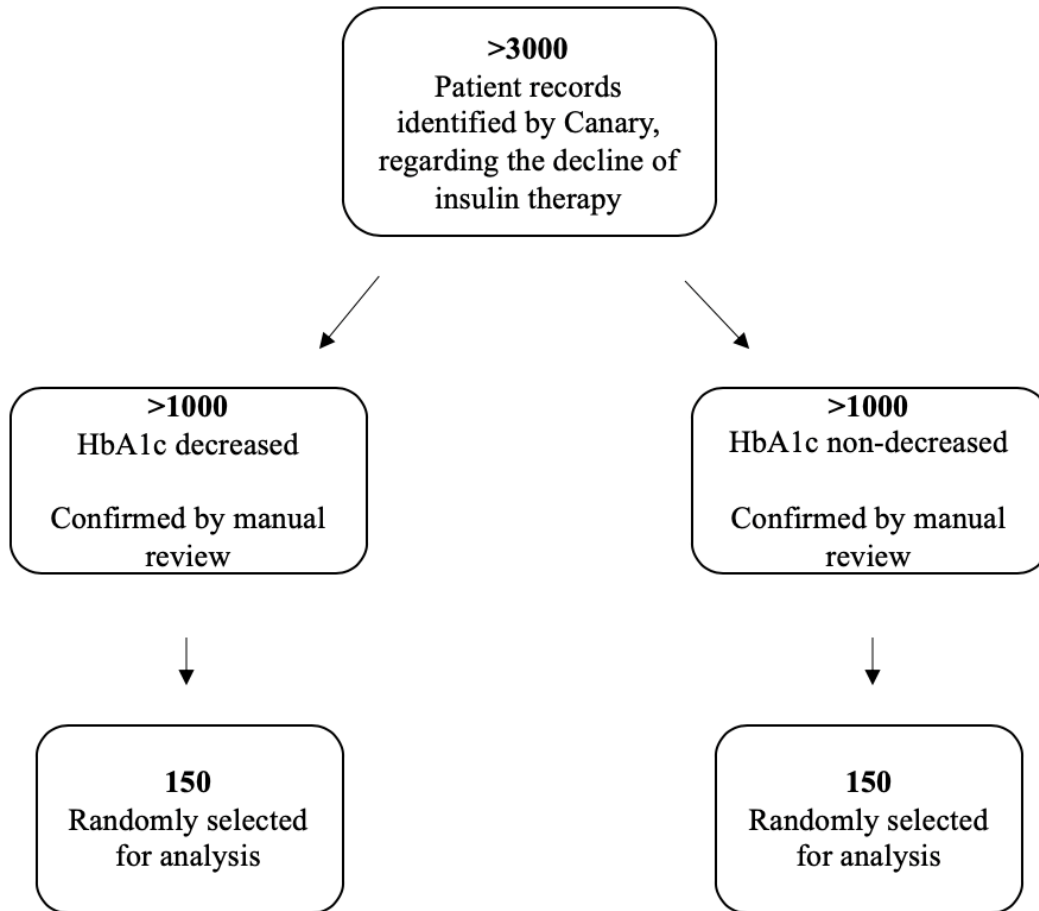 >3000
Patient records
identified by Canary,
regarding the decline of
insulin therapy
>1000
HbA1c decreased
Confirmed by manual
review
>1000
HbA1c non-decreased
Confirmed by manual
review
150
Randomly selected
for analysis
150
Randomly selected
for analysis